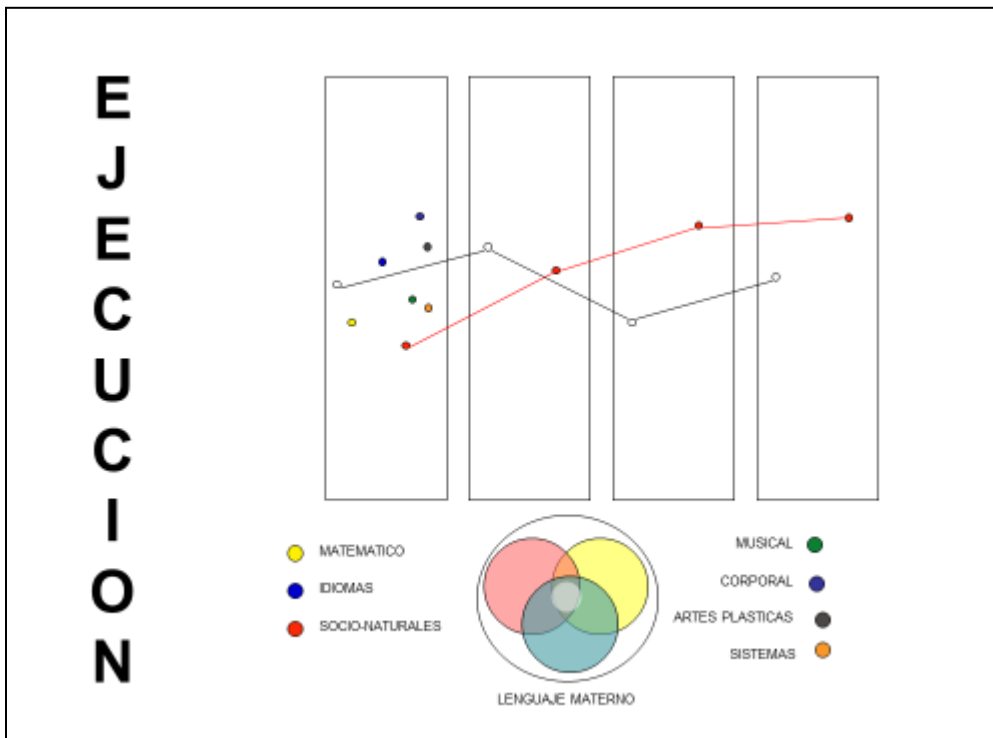 EJECUCION
MATEMATICO
IDIOMAS
SOCIO-NATURALES
LENGUAJE MATERNO
MUSICAL
CORPORAL
ARTES PLASTICAS
SISTEMAS